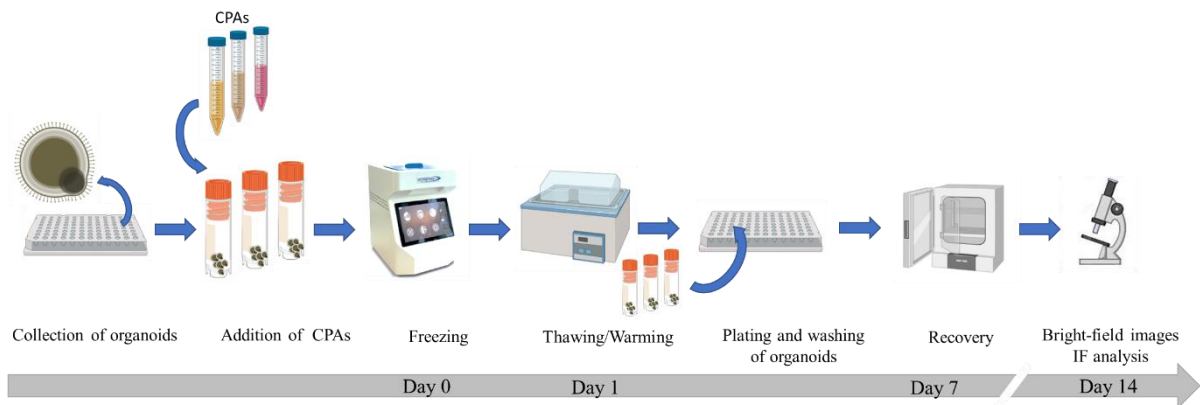 CPAs
Collection of organoids
Addition of CPAs
Freezing
Thawing/Warming
Plating and washing
of organoids
Recovery
Bright-field images
IF analysis
Day 0
Day 1
Day 7
Day 14